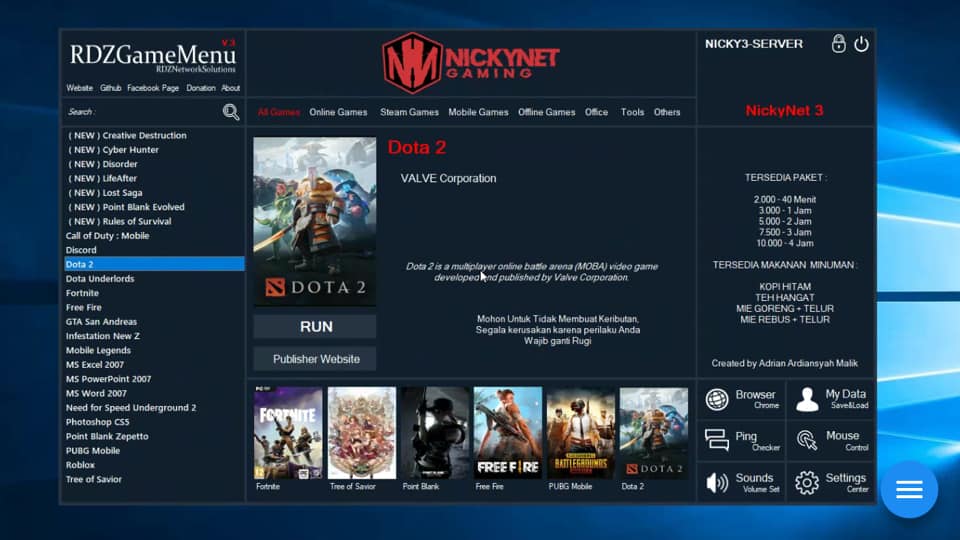 V.3
RDZGameMenu
RDZNetworkSolutions
Website Github Facebook Page Donation About
Search :
( NEW ) Creative Destruction
( NEW ) Cyber Hunter
( NEW ) Disorder
( NEW ) LifeAfter
( NEW ) Lost Saga
( NEW ) Point Blank Evolved
( NEW ) Rules of Survival
Call of Duty : Mobile
Discord
Dota 2
Dota Underlords
Fortnite
Free Fire
GTA San Andreas
Infestation New Z
Mobile Legends
MS Excel 2007
MS PowerPoint 2007
MS Word 2007
Need for Speed Underground 2
Photoshop CS5
Point Blank Zepetto
PUBG Mobile
Roblox
Tree of Savior
NICKYNET
GAMING
All Games Online Games Steam Games Mobile Games Offline Games Office Tools Others
DOTA 2
RUN
Publisher Website
Dota 2
VALVE Corporation
Dota 2 is a multiplayer online battle arena (MOBA) video game
developed and published by Valve Corporation.
Mohon Untuk Tidak Membuat Keributan,
Segala kerusakan karena perilaku Anda
Wajib ganti Rugi
FORTNITE
FREE FIRE
BATTLEGROUNDS
DOTA 2
Fortnite
Tree of Savior
Point Blank
Free Fire
PUBG Mobile
Dota 2
NICKY3-SERVER
NickyNet 3
TERSEDIA PAKET :
2.000 - 40 Menit
3.000 - 1 Jam
5.000 - 2 Jam
7.500 - 3 Jam
10.000 - 4 Jam
TERSEDIA MAKANAN MINUMAN :
KOPI HITAM
TEH HANGAT
MIE GORENG + TELUR
MIE REBUS + TELUR
Created by Adrian Ardiansyah Malik
Browser
Chrome
My Data
Save&Load
Ping
Checker
Mouse
Control
Sounds
Volume Set
Settings
Center